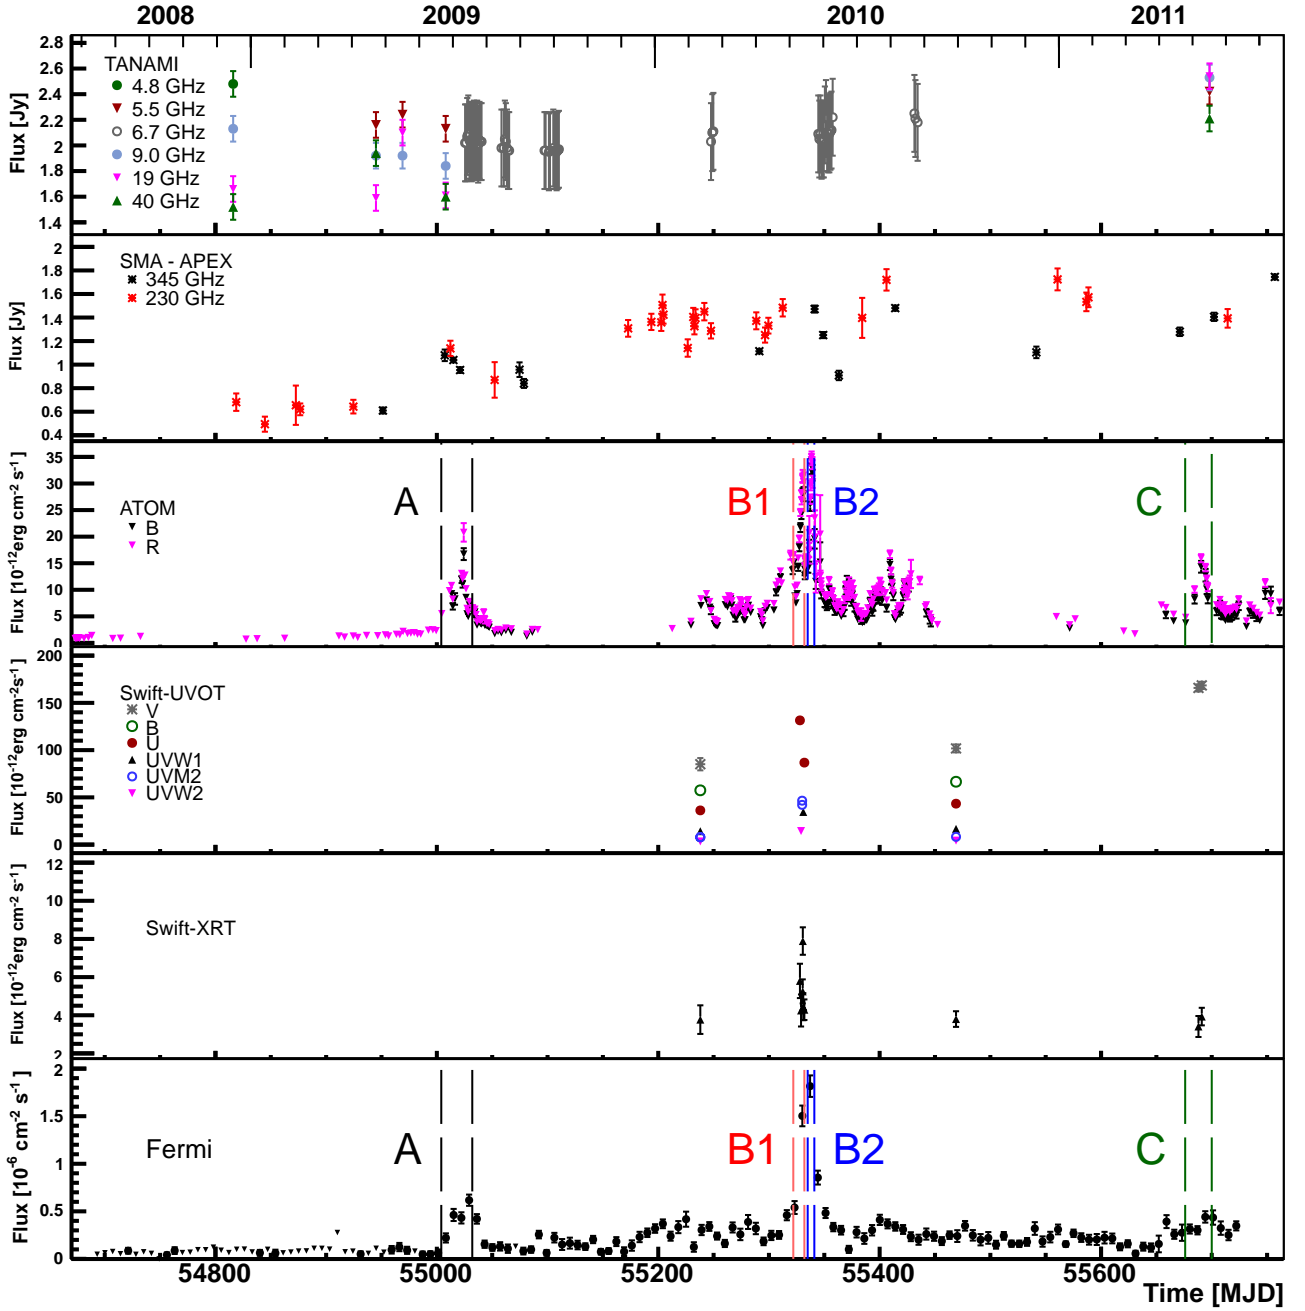 2008 2009 2010 2011
2.8
2.6
2.4
2.2
2
1.8
1.6
1.4
Flux [Jy]
TANAMI
4.8 GHz
5.5 GHz
6.7 GHz
9.0 GHz
19 GHz
40 GHz
2
1.8
1.6
1.4
1.2
1
0.8
0.6
0.4
Flux [Jy]
SMA - APEX
345 GHz
230 GHz
35
30
25
20
15
10
5
0
Flux [10⁻¹²erg cm⁻² s⁻¹]
ATOM
B
R
A B1 B2 C
200
150
100
50
0
Flux [10⁻¹²erg cm⁻²s⁻¹]
Swift-UVOT
V
B
U
UVW1
UVM2
UVW2
12
10
8
6
4
2
Flux [10⁻¹²erg cm⁻² s⁻¹]
Swift-XRT
2
1.5
1
0.5
0
Flux [10⁻⁶ cm⁻² s⁻¹]
Fermi
A B1 B2 C
54800 55000 55200 55400 55600
Time [MJD]